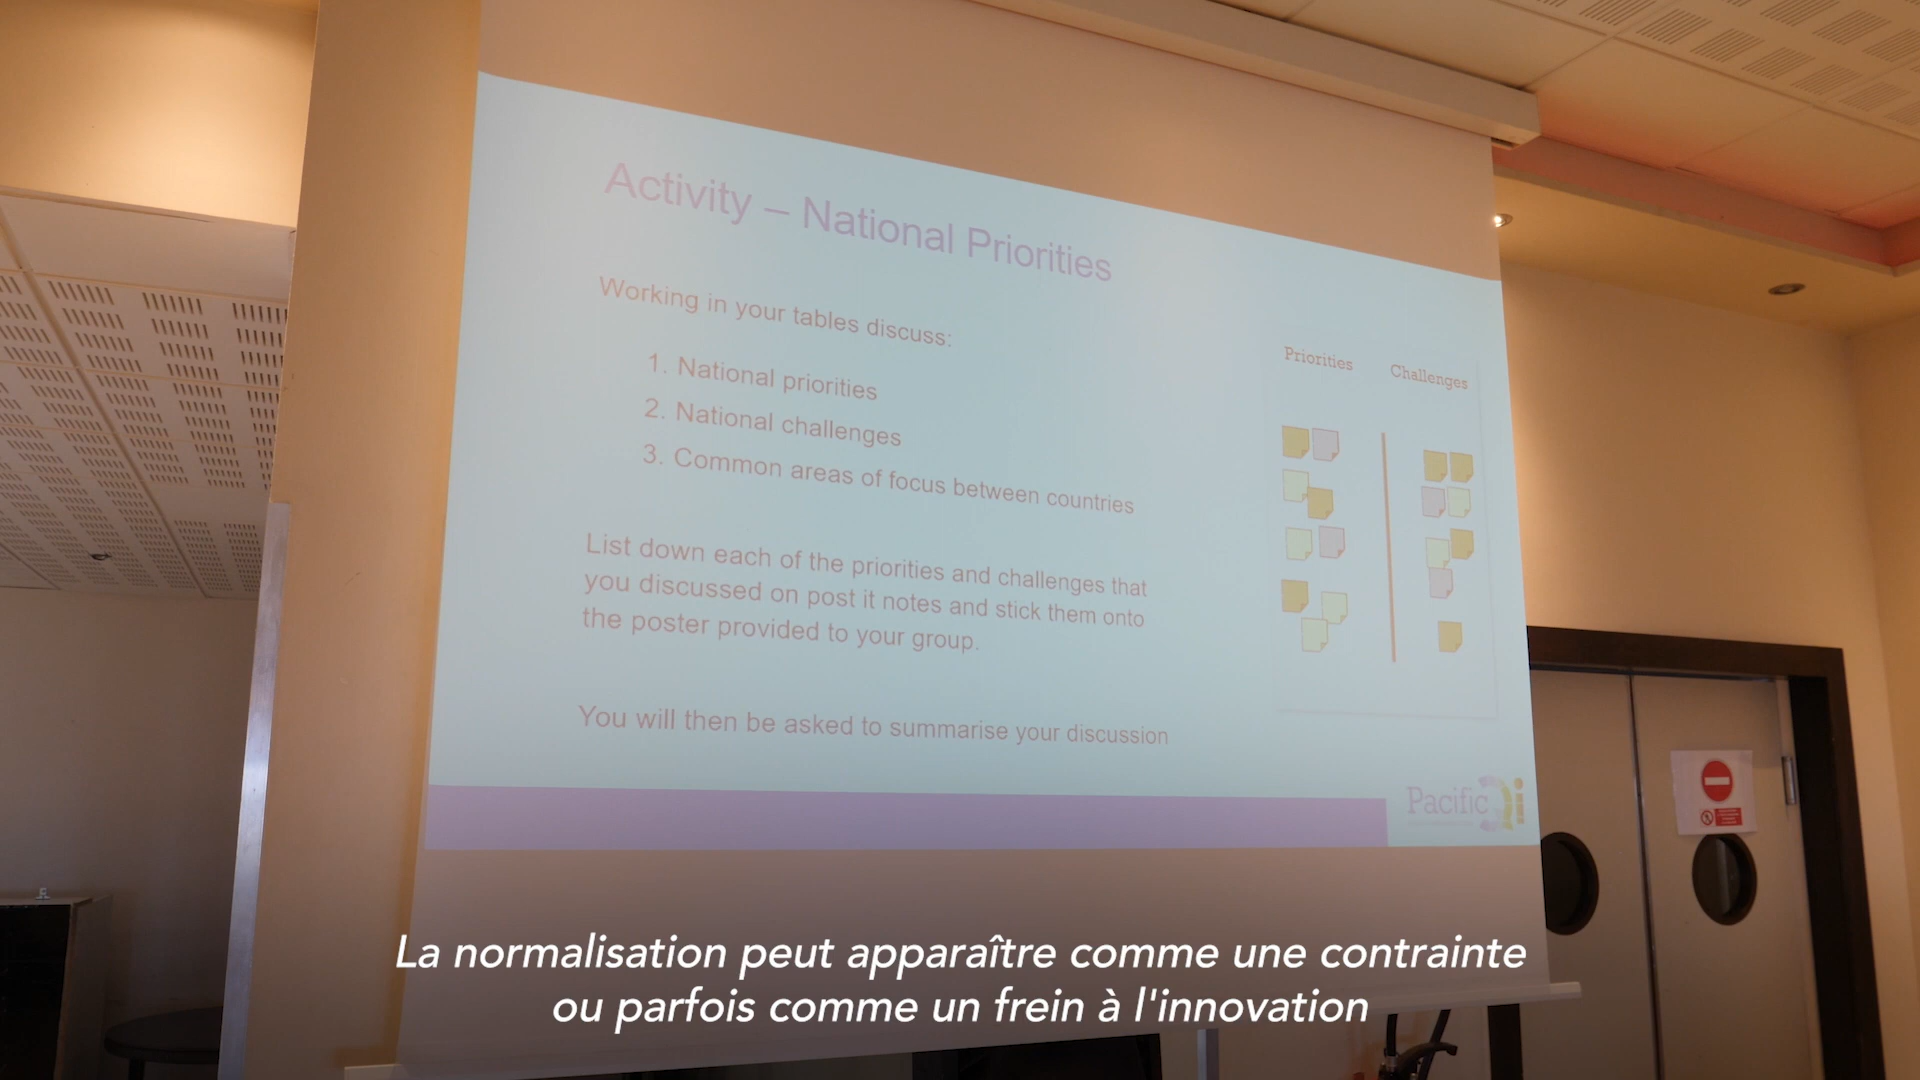 Activity – National Priorities
Working in your tables discuss:
1. National priorities
2. National challenges
3. Common areas of focus between countries
List down each of the priorities and challenges that
you discussed on post it notes and stick them onto
the poster provided to your group.
You will then be asked to summarise your discussion
Priorities
Challenges
Pacific Qi
La normalisation peut apparaître comme une contrainte
ou parfois comme un frein à l'innovation